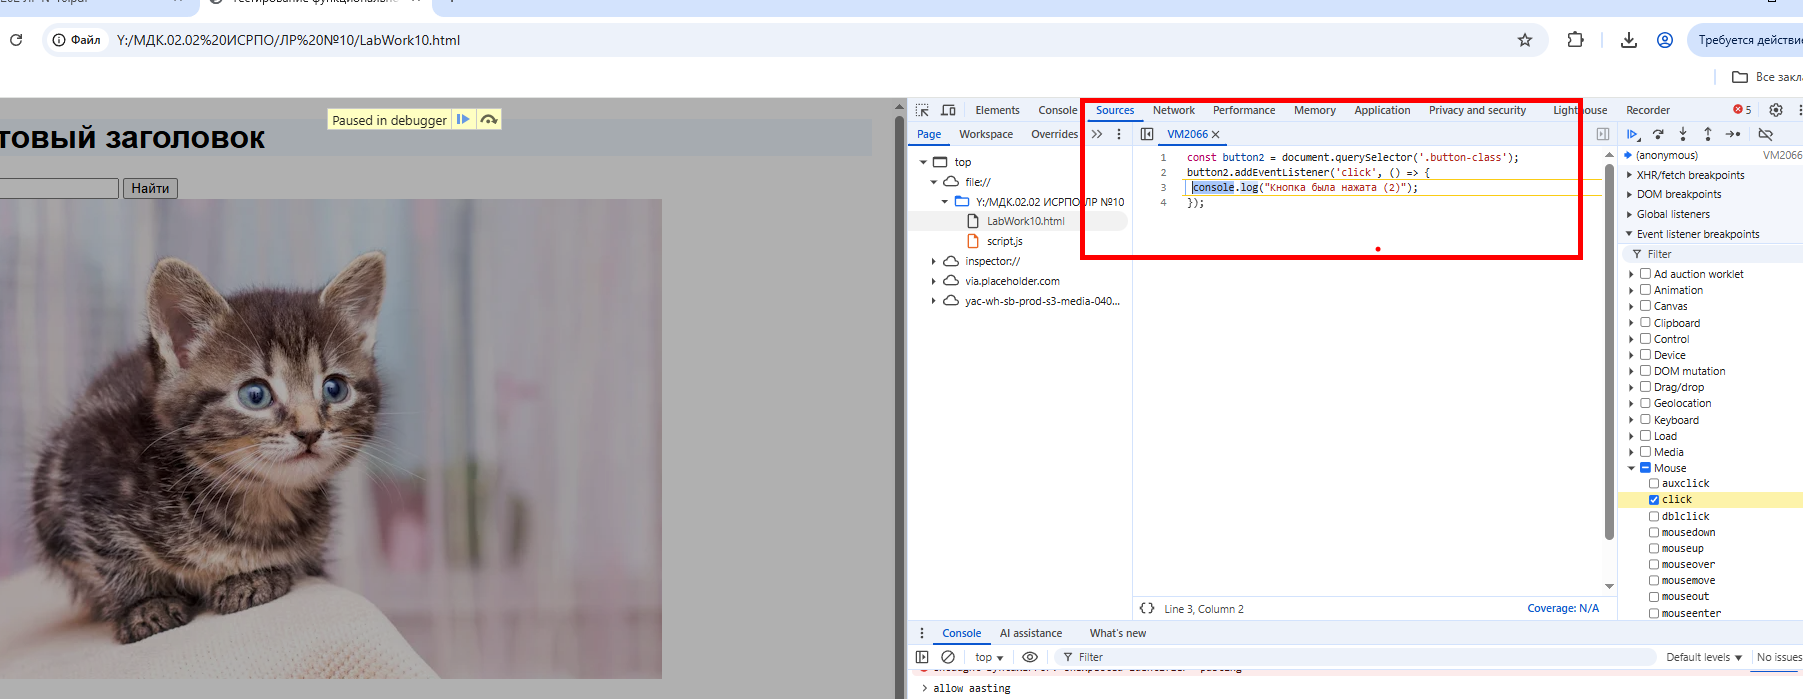 Файл Y:/МДК.02.02%20ИСРПО/ЛР%20№10/LabWork10.html Требуется действие
Все закла
Paused in debugger
товый заголовок
Найти
Elements Console Sources Network Performance Memory Application Privacy and security Lighthouse Recorder 5
Page Workspace Overrides VM2066
top
file://
Y:/МДК.02.02 ИСРПО/ЛР №10
LabWork10.html
script.js
inspector://
via.placeholder.com
yac-wh-sb-prod-s3-media-040...
1 const button2 = document.querySelector('.button-class');
2 button2.addEventListener('click', () => {
3 console.log("Кнопка была нажата (2)");
4 });
Line 3, Column 2 Coverage: N/A
(anonymous) VM2066
XHR/fetch breakpoints
DOM breakpoints
Global listeners
Event listener breakpoints
Filter
Ad auction worklet
Animation
Canvas
Clipboard
Control
Device
DOM mutation
Drag/drop
Geolocation
Keyboard
Load
Media
Mouse
auxclick
click
dblclick
mousedown
mouseup
mouseover
mousemove
mouseout
mouseenter
Console AI assistance What's new
top Filter Default levels No issues
allow aasting